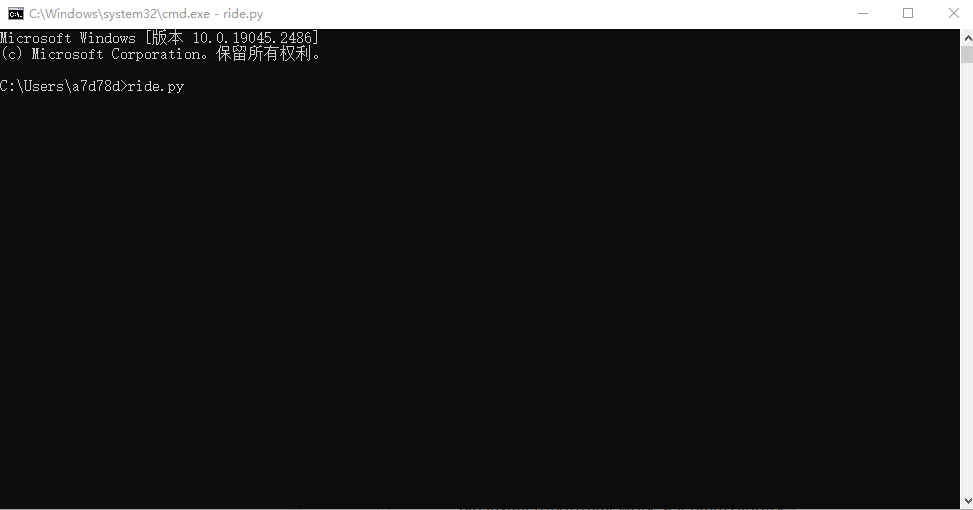 C:\Windows\system32\cmd.exe - ride.py
Microsoft Windows [版本 10.0.19045.2486]
(c) Microsoft Corporation。保留所有权利。
C:\Users\a7d78d>ride.py